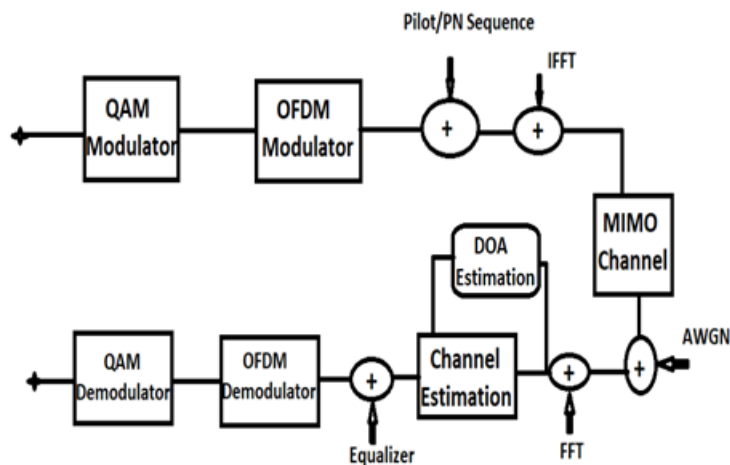 Pilot/PN Sequence
IFFT
QAM
Modulator
OFDM
Modulator
+
+
MIMO
Channel
DOA
Estimation
AWGN
QAM
Demodulator
OFDM
Demodulator
+
Channel
Estimation
+
+
Equalizer
FFT